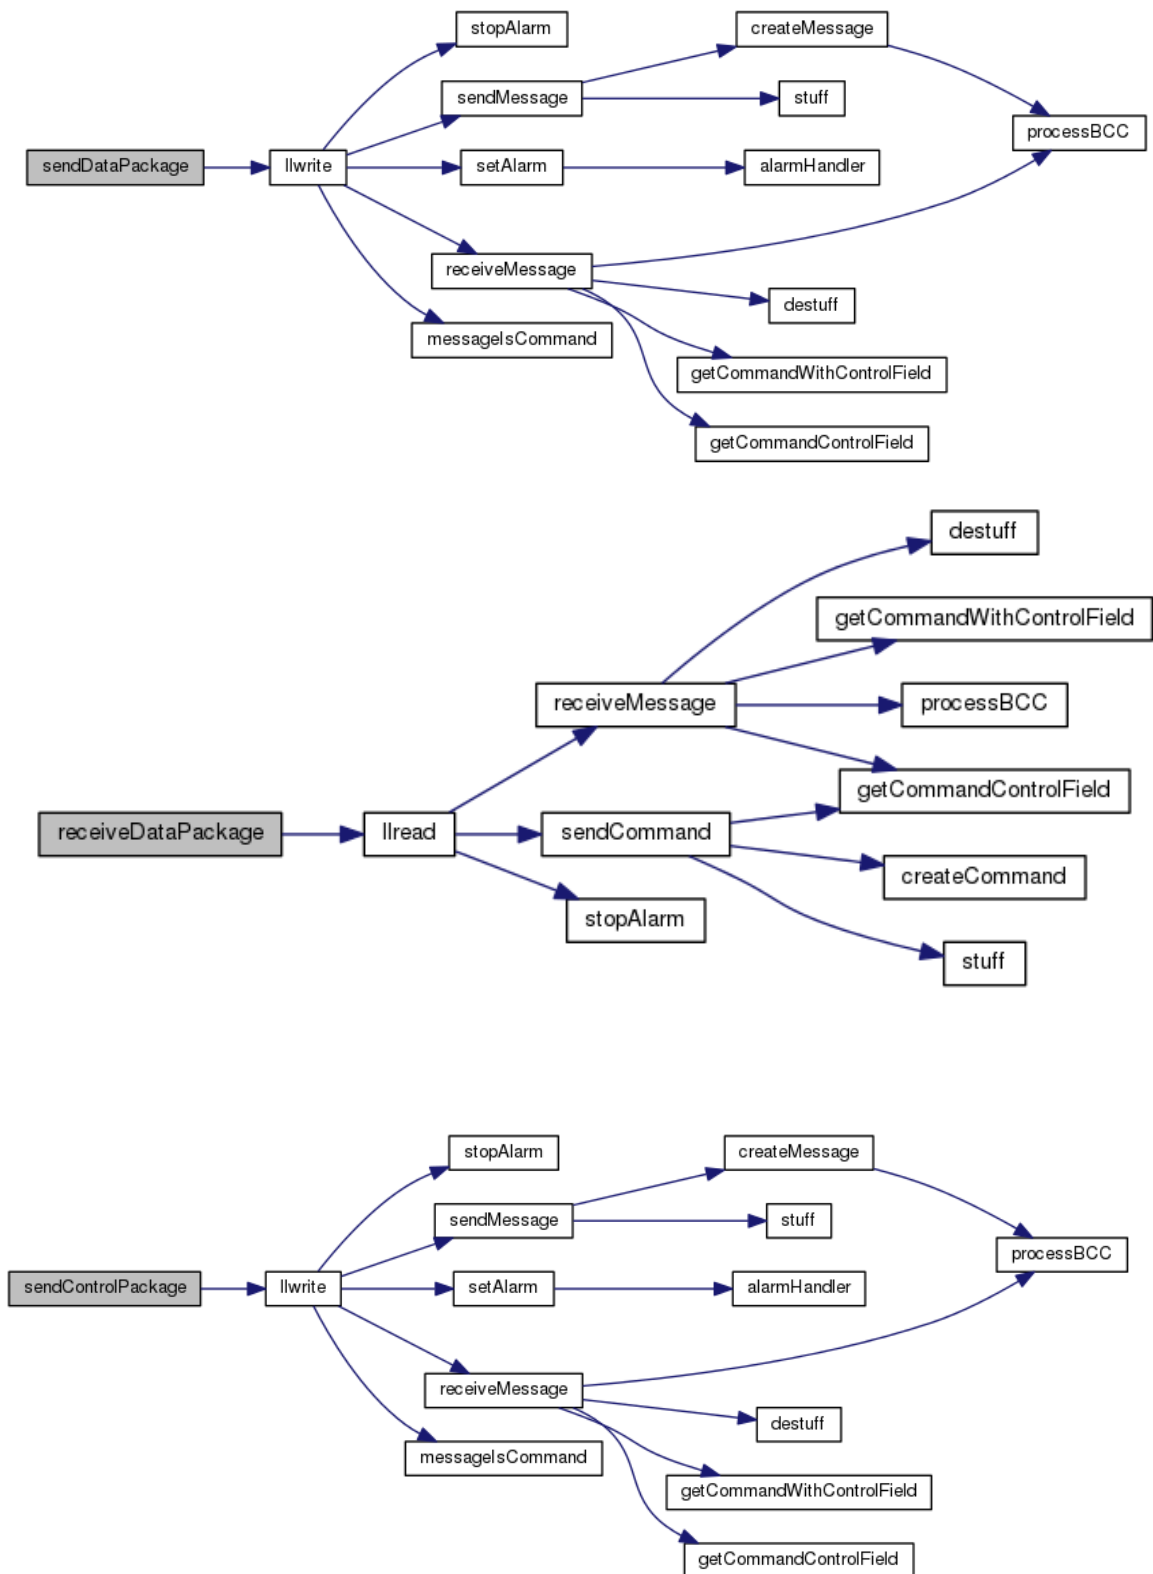 stopAlarm
createMessage
sendMessage
stuff
processBCC
sendDataPackage
llwrite
setAlarm
alarmHandler
receiveMessage
destuff
messageIsCommand
getCommandWithControlField
getCommandControlField
destuff
getCommandWithControlField
receiveMessage
processBCC
getCommandControlField
receiveDataPackage
llread
sendCommand
createCommand
stopAlarm
stuff
stopAlarm
createMessage
sendMessage
stuff
processBCC
sendControlPackage
llwrite
setAlarm
alarmHandler
receiveMessage
destuff
messageIsCommand
getCommandWithControlField
getCommandControlField